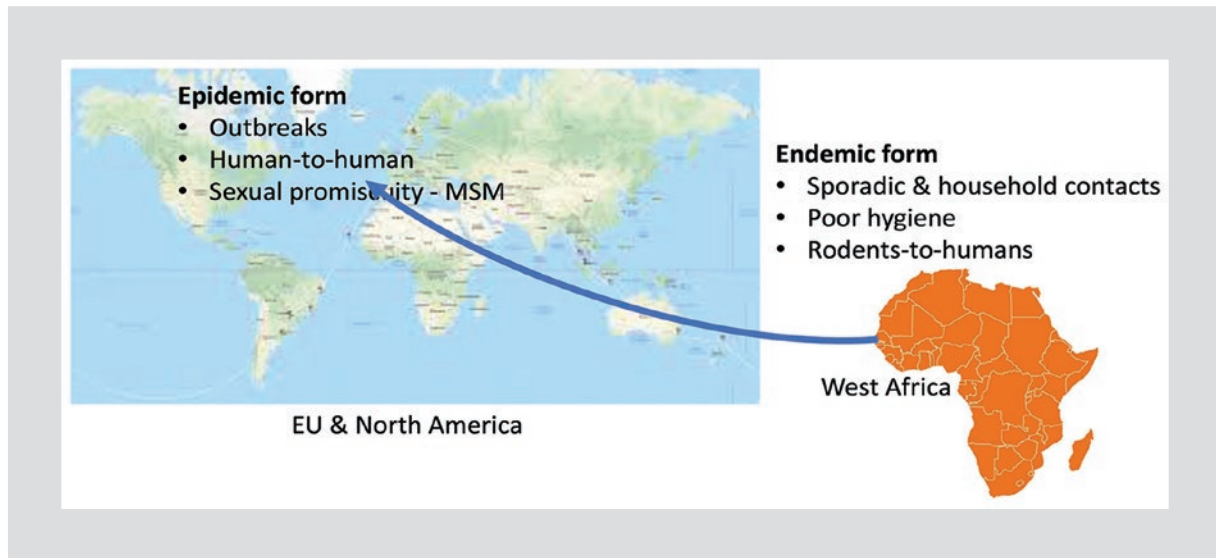 Epidemic form
• Outbreaks
• Human-to-human
• Sexual promiscuity - MSM
EU & North America
Endemic form
• Sporadic & household contacts
• Poor hygiene
• Rodents-to-humans
West Africa